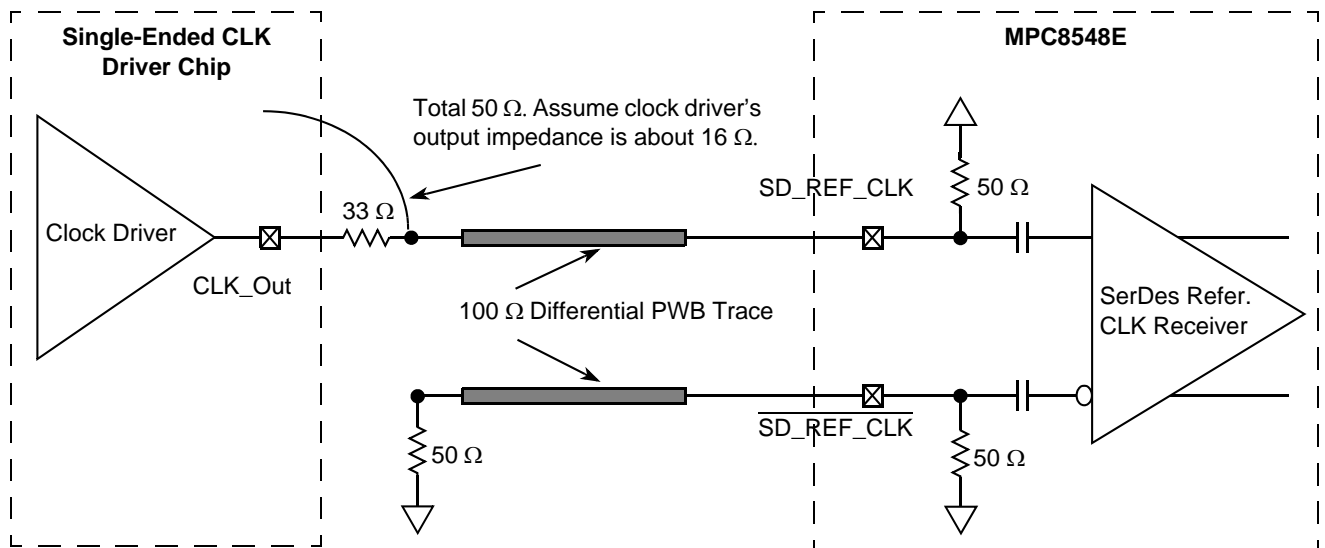 Single-Ended CLK
Driver Chip
MPC8548E
Total 50 Ω. Assume clock driver's
output impedance is about 16 Ω.
SD_REF_CLK
50 Ω
33 Ω
Clock Driver
CLK_Out
100 Ω Differential PWB Trace
SerDes Refer.
CLK Receiver
SD_REF_CLK
50 Ω
50 Ω